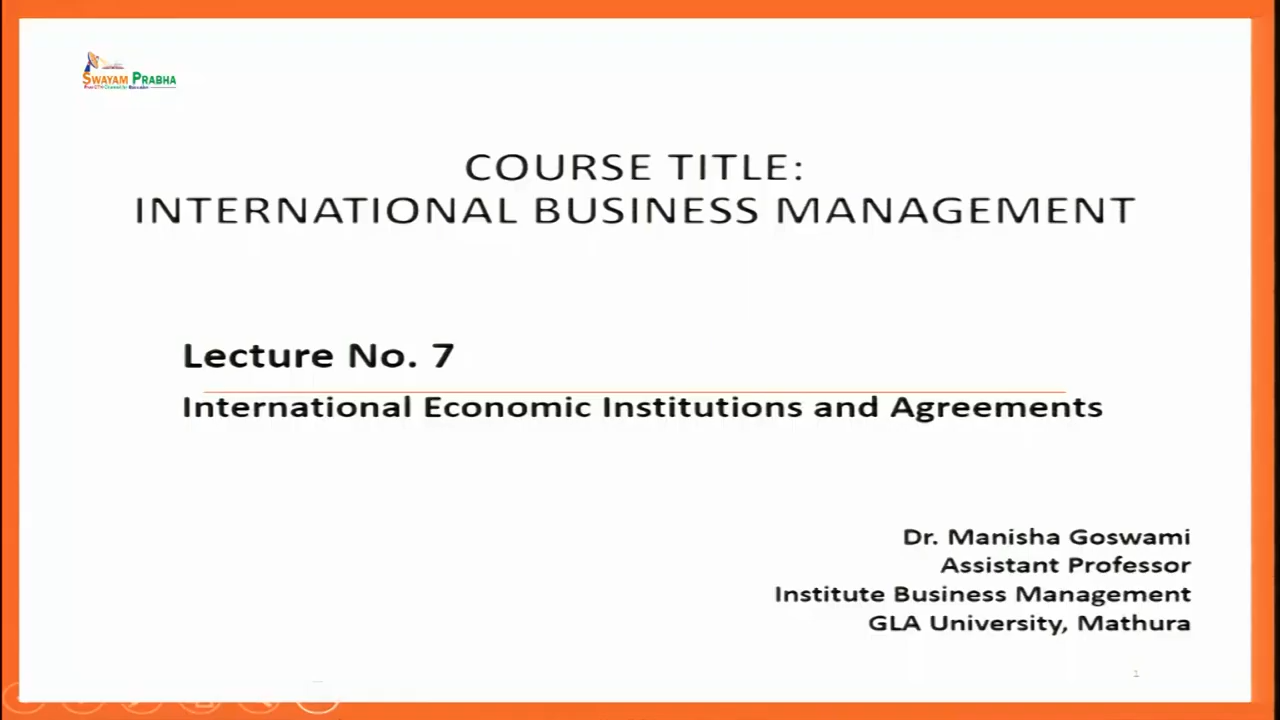 SWAYAM PRABHA
COURSE TITLE:
INTERNATIONAL BUSINESS MANAGEMENT
Lecture No. 7
International Economic Institutions and Agreements
Dr. Manisha Goswami
Assistant Professor
Institute Business Management
GLA University, Mathura
1